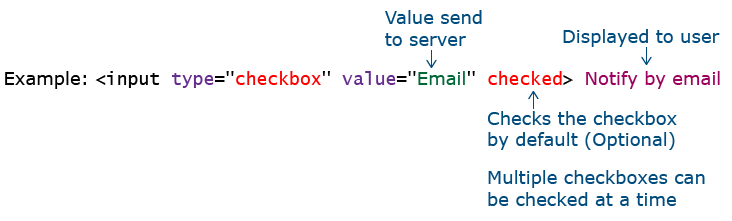 Value send
to server
Displayed to user
Example: <input type="checkbox" value="Email" checked> Notify by email
Checks the checkbox
by default (Optional)
Multiple checkboxes can
be checked at a time